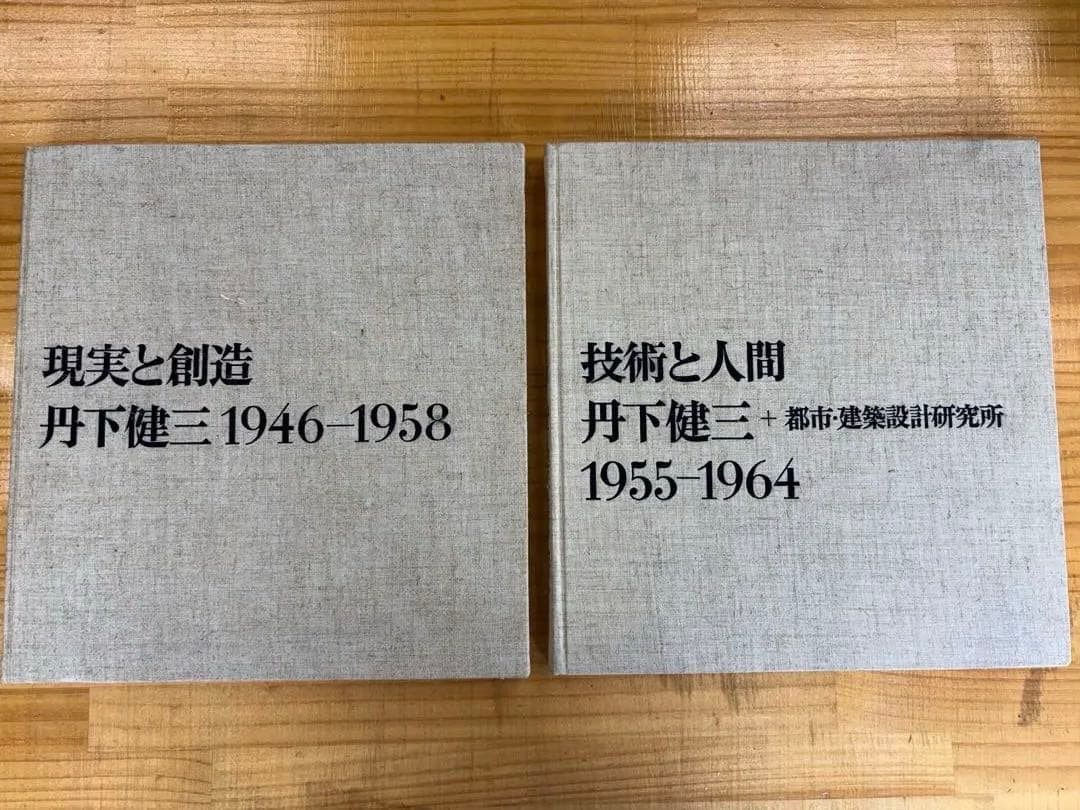 現実と創造
丹下健三 1946–1958
技術と人間
丹下健三 + 都市·建築設計研究所
1955–1964